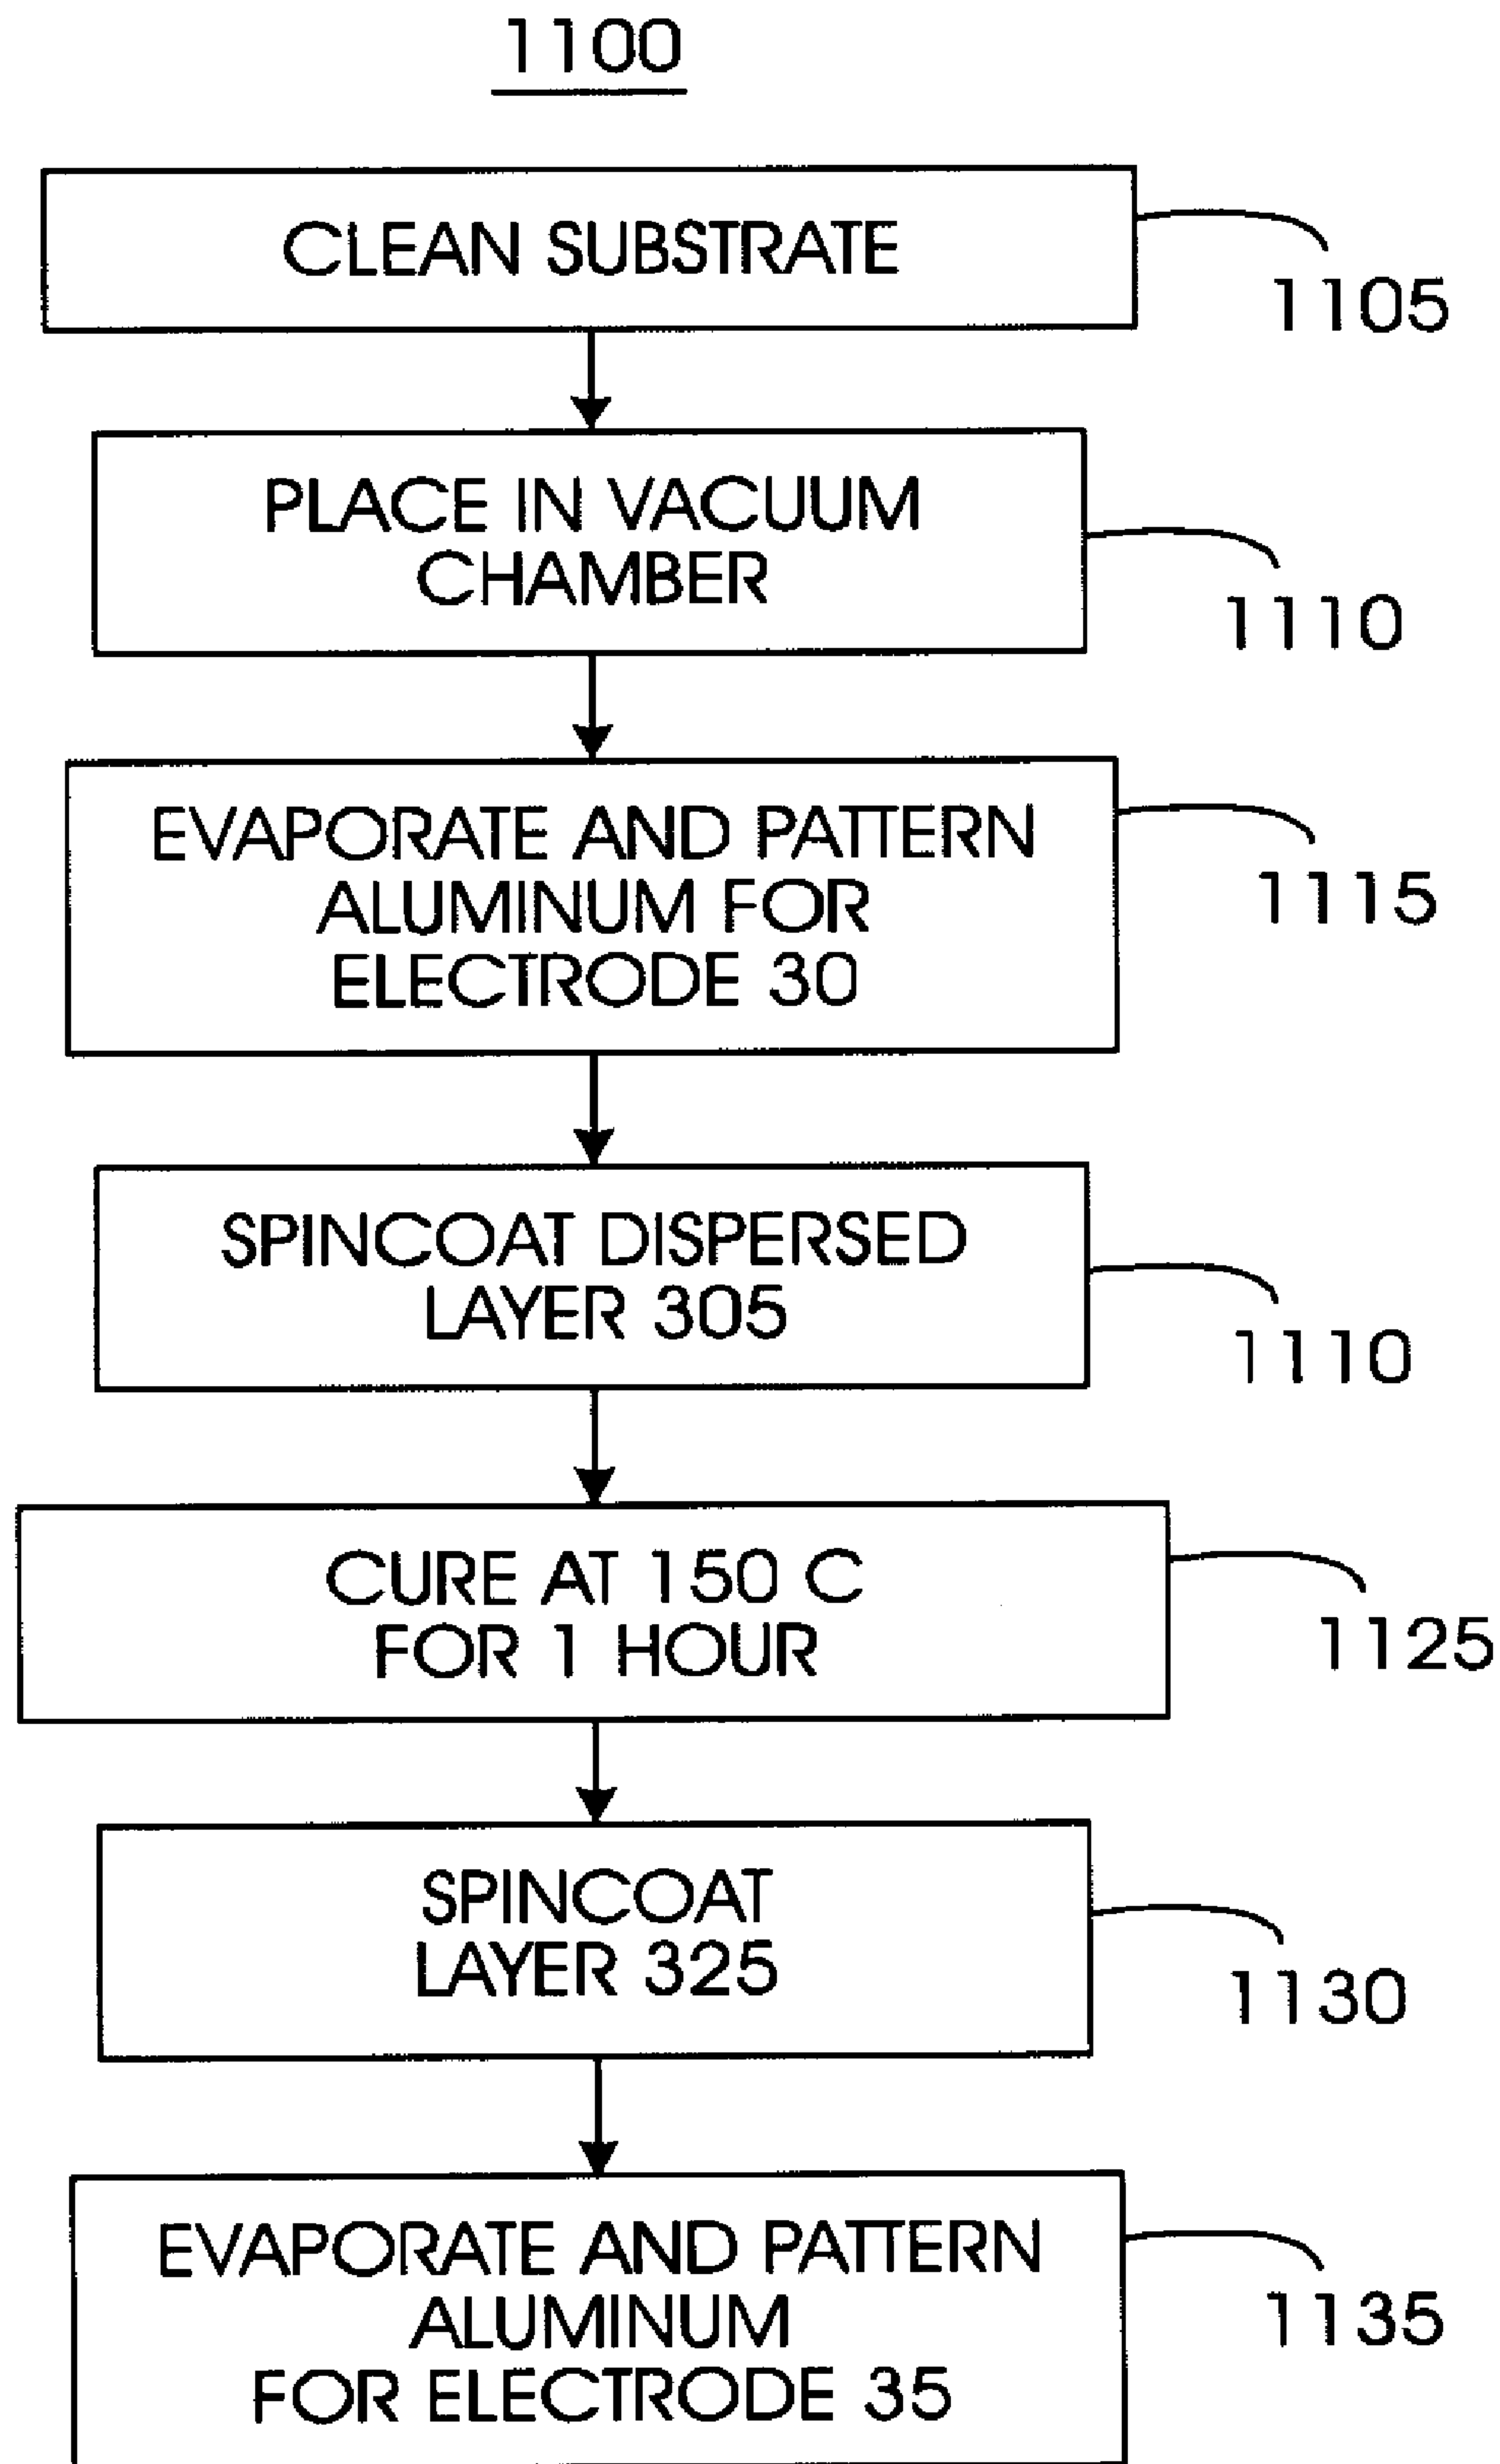 1100
CLEAN SUBSTRATE
1105
PLACE IN VACUUM
CHAMBER
1110
EVAPORATE AND PATTERN
ALUMINUM FOR
ELECTRODE 30
1115
SPINCOAT DISPERSED
LAYER 305
1110
CURE AT 150 C
FOR 1 HOUR
1125
SPINCOAT
LAYER 325
1130
EVAPORATE AND PATTERN
ALUMINUM
FOR ELECTRODE 35
1135